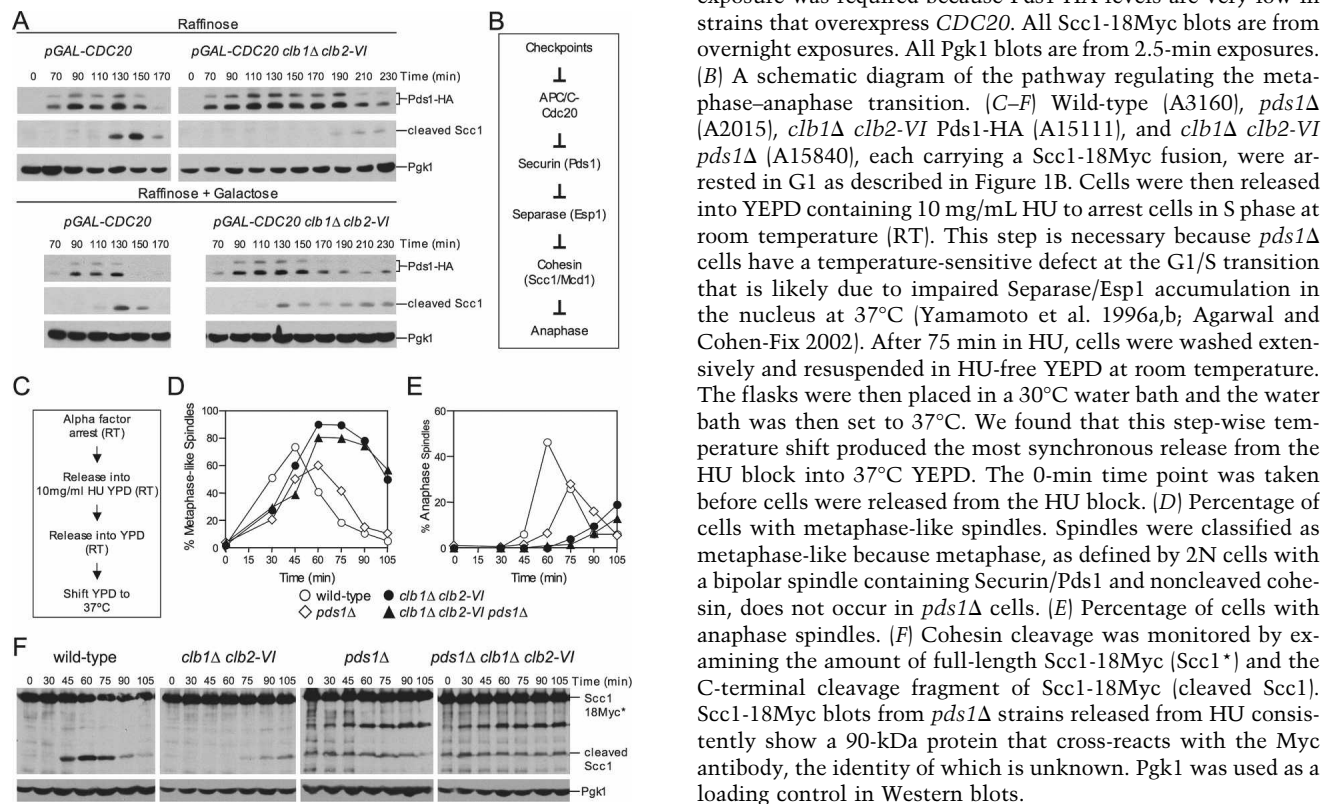 A
Raffinose
pGAL-CDC20
pGAL-CDC20 clb1Δ clb2-VI
0 70 90 110 130 150 170
0 70 90 110 130 150 170 190 210 230 Time (min)
Pds1-HA
cleaved Scc1
Pgk1
Raffinose + Galactose
pGAL-CDC20
pGAL-CDC20 clb1Δ clb2-VI
70 90 110 130 150 170
70 90 110 130 150 170 190 210 230 Time (min)
Pds1-HA
cleaved Scc1
Pgk1
B
Checkpoints
APC/C-
Cdc20
Securin (Pds1)
Separase (Esp1)
Cohesin
(Scc1/Mcd1)
Anaphase
C
Alpha factor
arrest (RT)
Release into
10mg/ml HU YPD (RT)
Release into YPD
(RT)
Shift YPD to
37ºC
D
% Metaphase-like Spindles
100
80
60
40
20
0
0 15 30 45 60 75 90 105
Time (min)
E
% Anaphase Spindles
60
40
20
0
0 15 30 45 60 75 90 105
Time (min)
wild-type
clb1Δ clb2-VI
pds1Δ
clb1Δ clb2-VI pds1Δ
F
wild-type
clb1Δ clb2-VI
pds1Δ
pds1Δ clb1Δ clb2-VI
0 30 45 60 75 90 105
0 30 45 60 75 90 105
0 30 45 60 75 90 105
0 30 45 60 75 90 105 Time (min)
Scc1
18Myc*
cleaved
Scc1
Pgk1
exposure was required because Pds1-HA levels are very low in
strains that overexpress CDC20. All Scc1-18Myc blots are from
overnight exposures. All Pgk1 blots are from 2.5-min exposures.
(B) A schematic diagram of the pathway regulating the meta-
phase–anaphase transition. (C–F) Wild-type (A3160), pds1Δ
(A2015), clb1Δ clb2-VI Pds1-HA (A15111), and clb1Δ clb2-VI
pds1Δ (A15840), each carrying a Scc1-18Myc fusion, were ar-
rested in G1 as described in Figure 1B. Cells were then released
into YEPD containing 10 mg/mL HU to arrest cells in S phase at
room temperature (RT). This step is necessary because pds1Δ
cells have a temperature-sensitive defect at the G1/S transition
that is likely due to impaired Separase/Esp1 accumulation in
the nucleus at 37°C (Yamamoto et al. 1996a,b; Agarwal and
Cohen-Fix 2002). After 75 min in HU, cells were washed exten-
sively and resuspended in HU-free YEPD at room temperature.
The flasks were then placed in a 30°C water bath and the water
bath was then set to 37°C. We found that this step-wise tem-
perature shift produced the most synchronous release from the
HU block into 37°C YEPD. The 0-min time point was taken
before cells were released from the HU block. (D) Percentage of
cells with metaphase-like spindles. Spindles were classified as
metaphase-like because metaphase, as defined by 2N cells with
a bipolar spindle containing Securin/Pds1 and noncleaved cohe-
sin, does not occur in pds1Δ cells. (E) Percentage of cells with
anaphase spindles. (F) Cohesin cleavage was monitored by ex-
amining the amount of full-length Scc1-18Myc (Scc1*) and the
C-terminal cleavage fragment of Scc1-18Myc (cleaved Scc1).
Scc1-18Myc blots from pds1Δ strains released from HU consis-
tently show a 90-kDa protein that cross-reacts with the Myc
antibody, the identity of which is unknown. Pgk1 was used as a
loading control in Western blots.